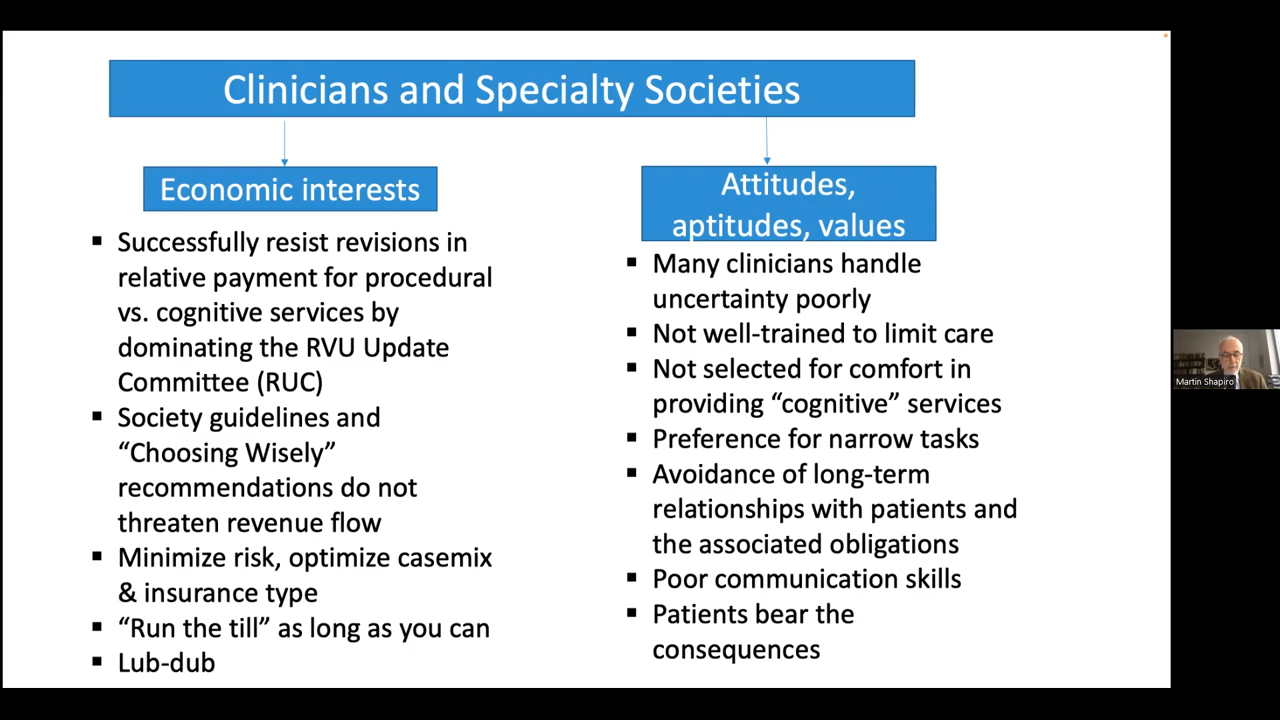 Clinicians and Specialty Societies
Economic interests
▪ Successfully resist revisions in
relative payment for procedural
vs. cognitive services by
dominating the RVU Update
Committee (RUC)
▪ Society guidelines and
“Choosing Wisely”
recommendations do not
threaten revenue flow
▪ Minimize risk, optimize casemix
& insurance type
▪ “Run the till” as long as you can
▪ Lub-dub
Attitudes,
aptitudes, values
▪ Many clinicians handle
uncertainty poorly
▪ Not well-trained to limit care
▪ Not selected for comfort in
providing “cognitive” services
▪ Preference for narrow tasks
▪ Avoidance of long-term
relationships with patients and
the associated obligations
▪ Poor communication skills
▪ Patients bear the
consequences
Martin Shapiro